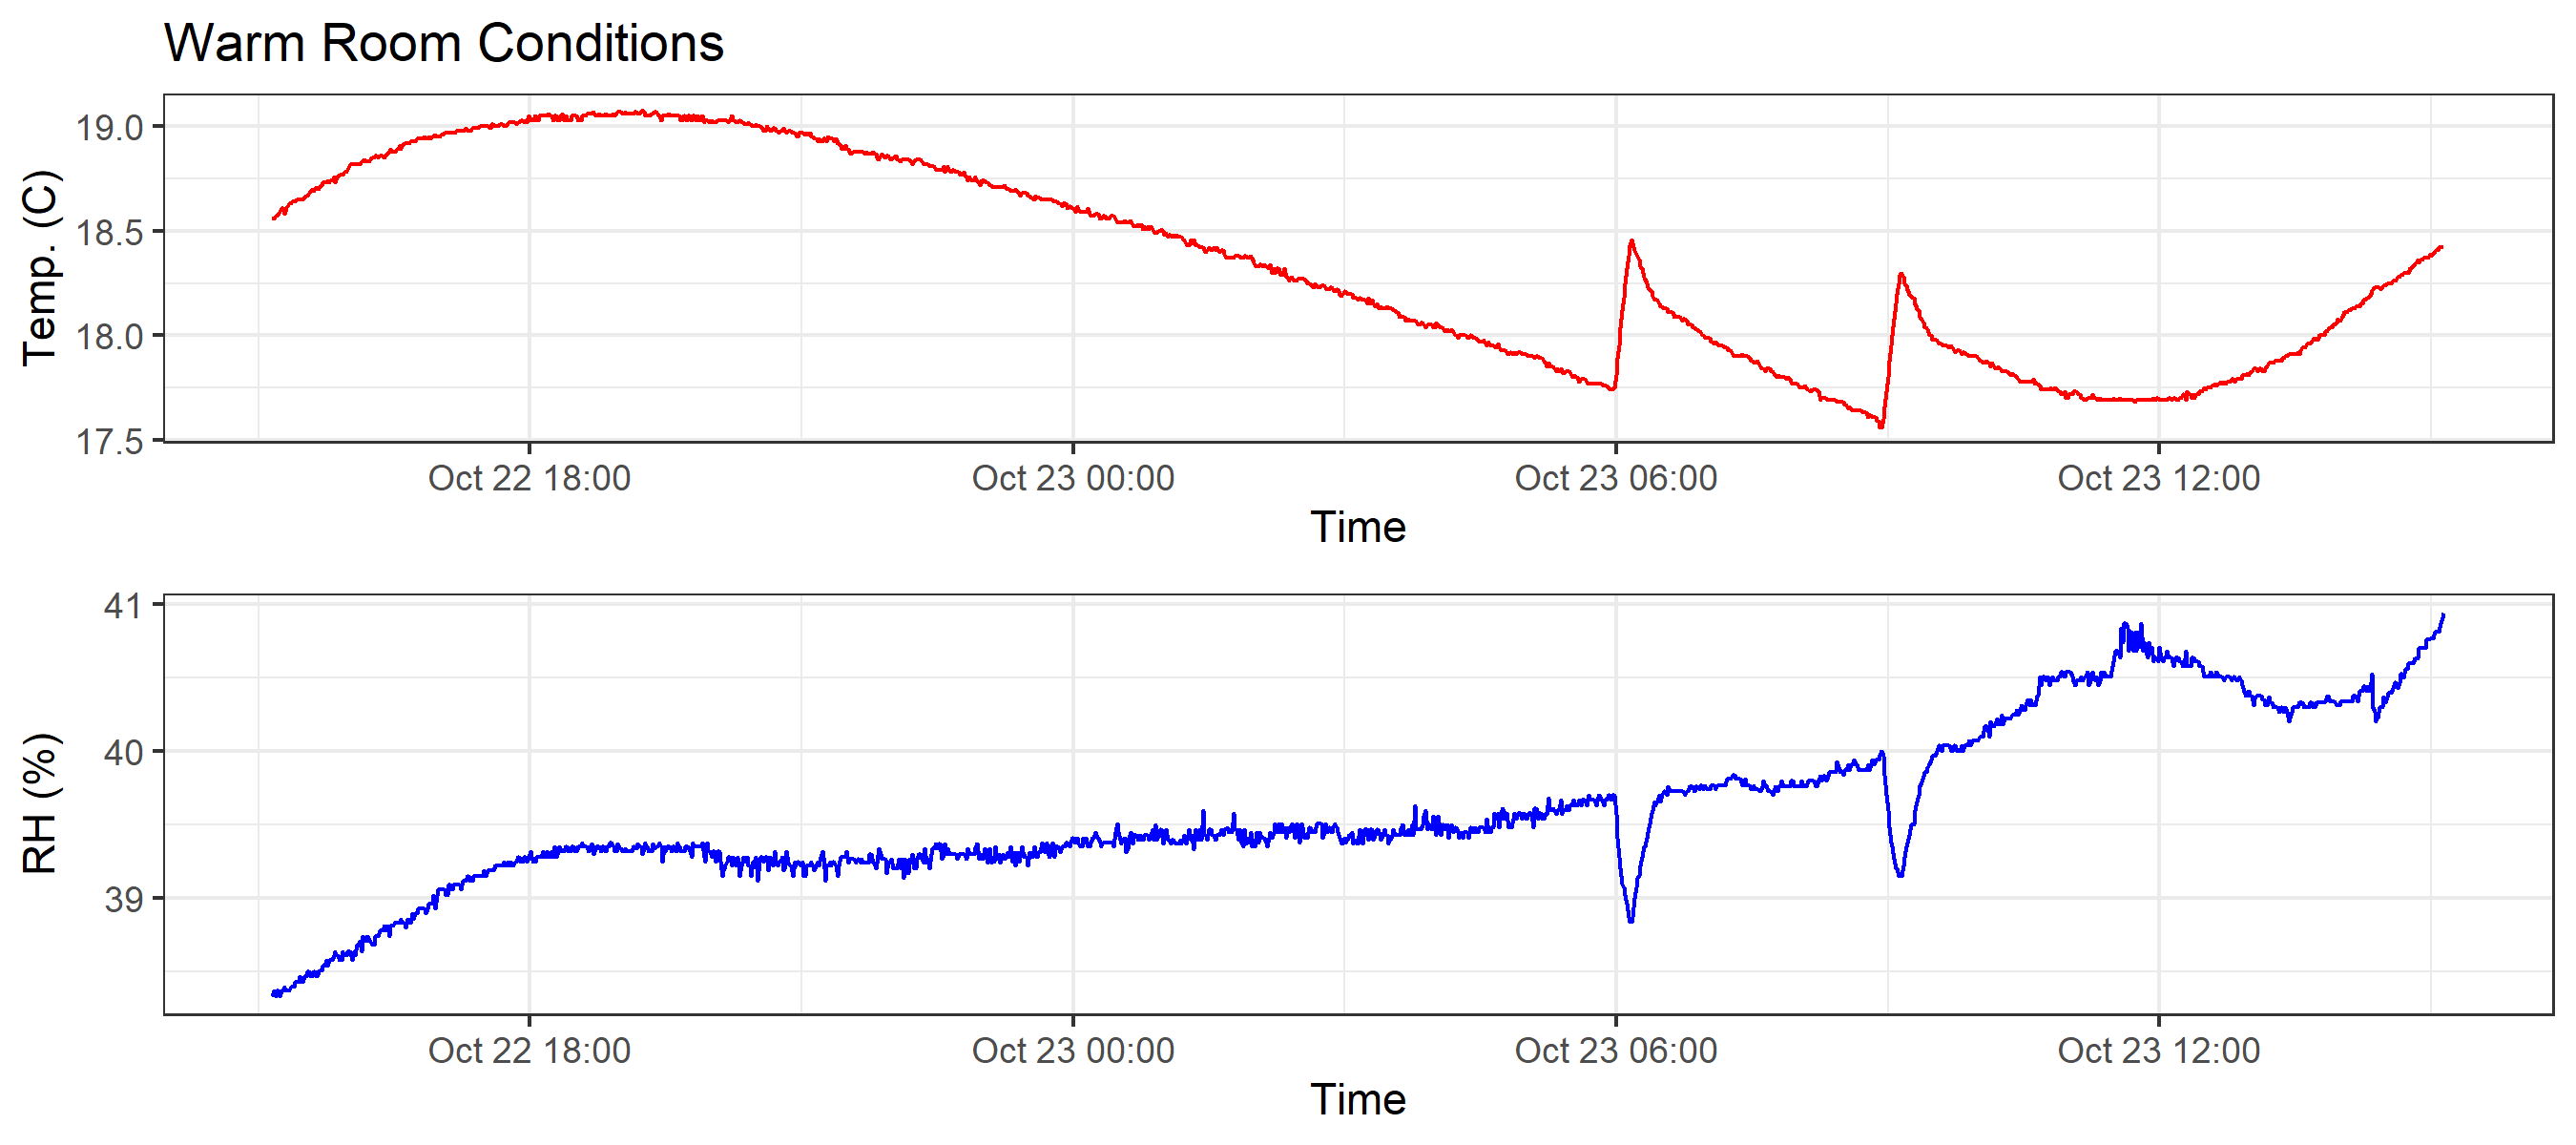 Warm Room Conditions
19.0
18.5
18.0
17.5
Temp. (C)
Oct 22 18:00 Oct 23 00:00 Oct 23 06:00 Oct 23 12:00
Time
41
40
39
RH (%)
Oct 22 18:00 Oct 23 00:00 Oct 23 06:00 Oct 23 12:00
Time